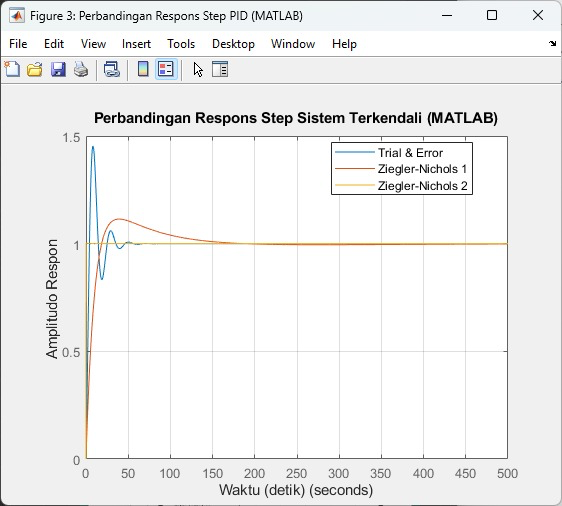 Figure 3: Perbandingan Respons Step PID (MATLAB)
File Edit View Insert Tools Desktop Window Help
Perbandingan Respons Step Sistem Terkendali (MATLAB)
Trial & Error
Ziegler-Nichols 1
Ziegler-Nichols 2
Amplitudo Respon
1.5
1
0.5
0
0 50 100 150 200 250 300 350 400 450 500
Waktu (detik) (seconds)